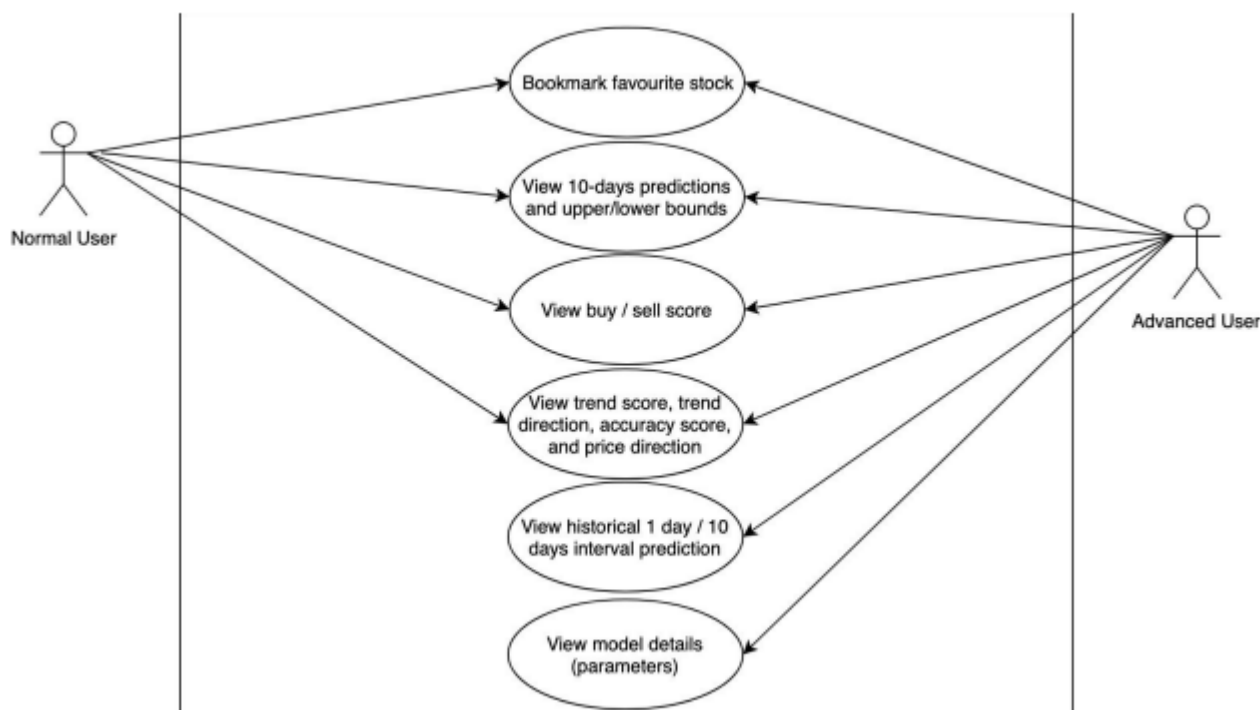 Bookmark favourite stock
View 10-days predictions
and upper/lower bounds
Normal User
View buy / sell score
Advanced User
View trend score, trend
direction, accuracy score,
and price direction
View historical 1 day / 10
days interval prediction
View model details
(parameters)